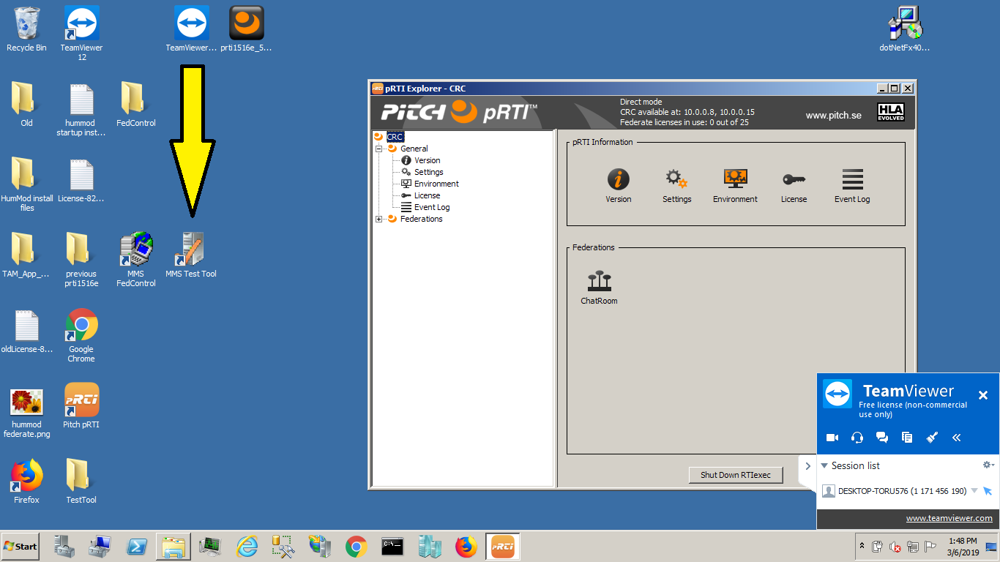 Recycle Bin
TeamViewer
12
TeamViewer...
prti1516e_5...
dotNetFx40...
Old
hummod
startup inst...
FedControl
HumMod install
files
License-82...
TAM_App_...
previous
prti1516e
MMS
FedControl
MMS Test Tool
oldLicense-8...
Google
Chrome
hummod
federate.png
pRTI
Pitch pRTI
Firefox
TestTool
pRTI
pRTI Explorer - CRC
PITCH pRTI™
Direct mode
CRC available at: 10.0.0.8, 10.0.0.15
Federate licenses in use: 0 out of 25
www.pitch.se
HLA
EVOLVED
CRC
General
Version
Settings
Environment
License
Event Log
Federations
pRTI Information
Version
Settings
Environment
License
Event Log
Federations
ChatRoom
Shut Down RTIexec
TeamViewer
Free license (non-commercial
use only)
Session list
DESKTOP-TORU576 (1 171 456 190)
www.teamviewer.com
Start
C:\_
pRTI
1:48 PM
3/6/2019